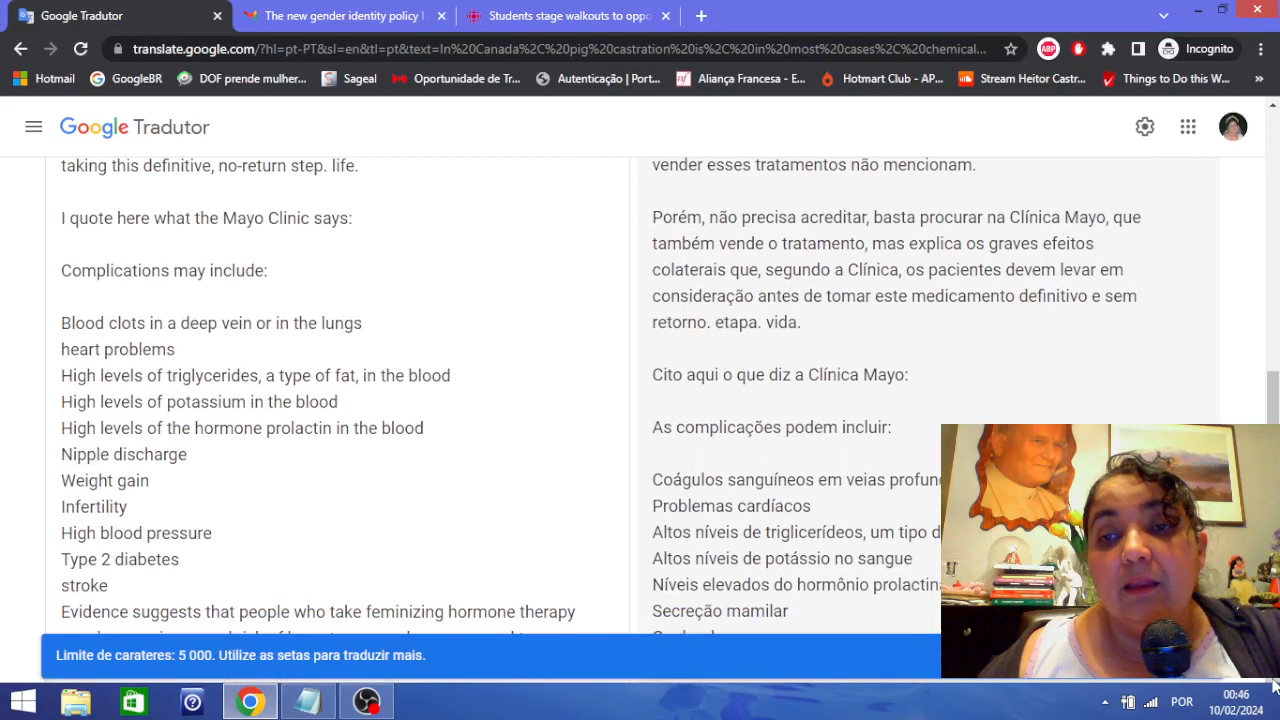 Google Tradutor
The new gender identity policy I
Students stage walkouts to oppo
translate.google.com/?hl=pt-PT&sl=en&tl=pt&text=In%20Canada%2C%20pig%20castration%20is%2C%20in%20most%20cases%2C%20chemical...
ABP
Incognito
Hotmail
GoogleBR
DOF prende mulher...
Sageal
Oportunidade de Tr...
Autenticação | Port...
Aliança Francesa - E...
Hotmart Club - AP...
Stream Heitor Castr...
Things to Do this W...
Google Tradutor
taking this definitive, no-return step. life.
I quote here what the Mayo Clinic says:
Complications may include:
Blood clots in a deep vein or in the lungs
heart problems
High levels of triglycerides, a type of fat, in the blood
High levels of potassium in the blood
High levels of the hormone prolactin in the blood
Nipple discharge
Weight gain
Infertility
High blood pressure
Type 2 diabetes
stroke
Evidence suggests that people who take feminizing hormone therapy
vender esses tratamentos não mencionam.
Porém, não precisa acreditar, basta procurar na Clínica Mayo, que
também vende o tratamento, mas explica os graves efeitos
colaterais que, segundo a Clínica, os pacientes devem levar em
consideração antes de tomar este medicamento definitivo e sem
retorno. etapa. vida.
Cito aqui o que diz a Clínica Mayo:
As complicações podem incluir:
Coágulos sanguíneos em veias profun
Problemas cardíacos
Altos níveis de triglicerídeos, um tipo d
Altos níveis de potássio no sangue
Níveis elevados do hormônio prolactin
Secreção mamilar
Limite de carateres: 5 000. Utilize as setas para traduzir mais.
POR
00:46
10/02/2024